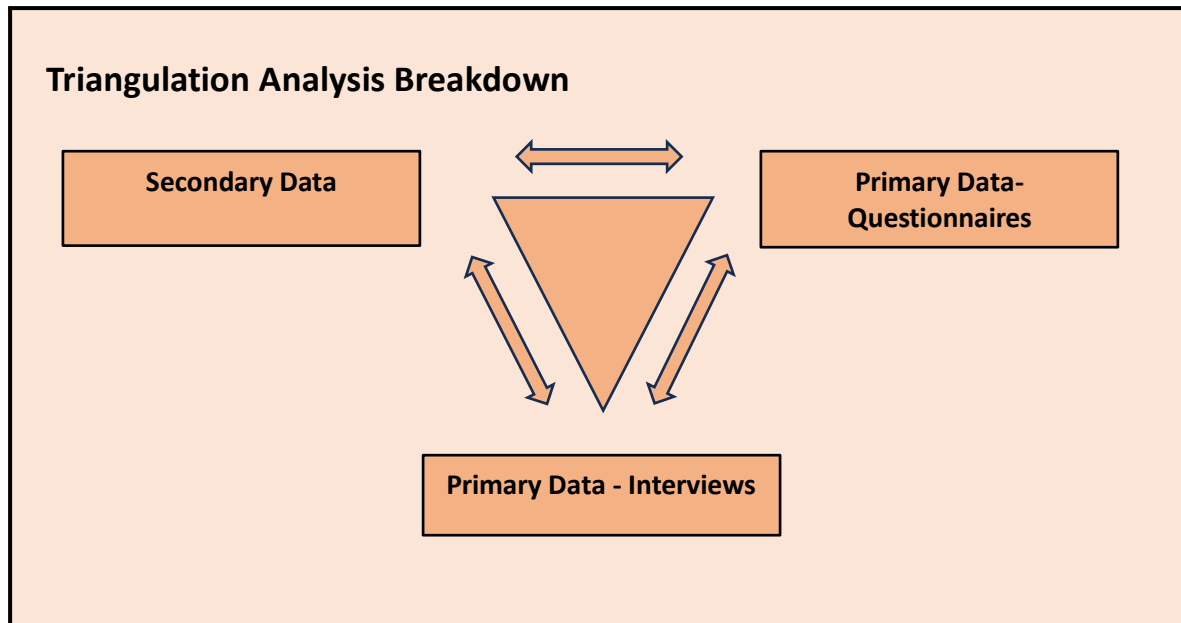 Triangulation Analysis Breakdown
Secondary Data
Primary Data-
Questionnaires
Primary Data - Interviews